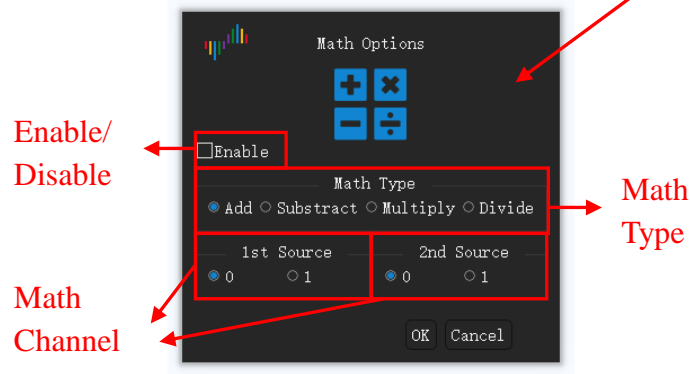 Math Options
Enable/
Disable
Enable
Math Type
Add Substract Multiply Divide
Math
Type
1st Source 2nd Source
0 1 0 1
Math
Channel
OK Cancel